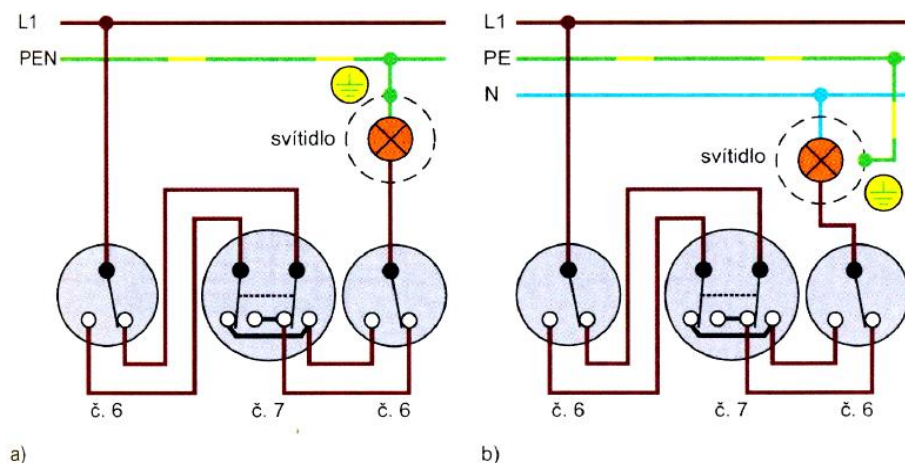 L1
PEN
svítidlo
č. 6
č. 7
č. 6
a)
L1
PE
N
svítidlo
č. 6
č. 7
č. 6
b)